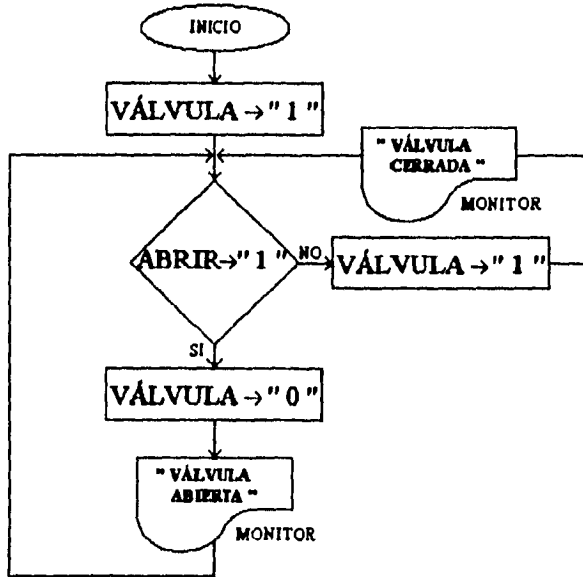 INICIO
VÁLVULA → " 1 "
" VÁLVULA
CERRADA "
MONITOR
ABRIR→" 1 "
NO
VÁLVULA → " 1 "
SI
VÁLVULA → " 0 "
" VÁLVULA
ABIERTA "
MONITOR